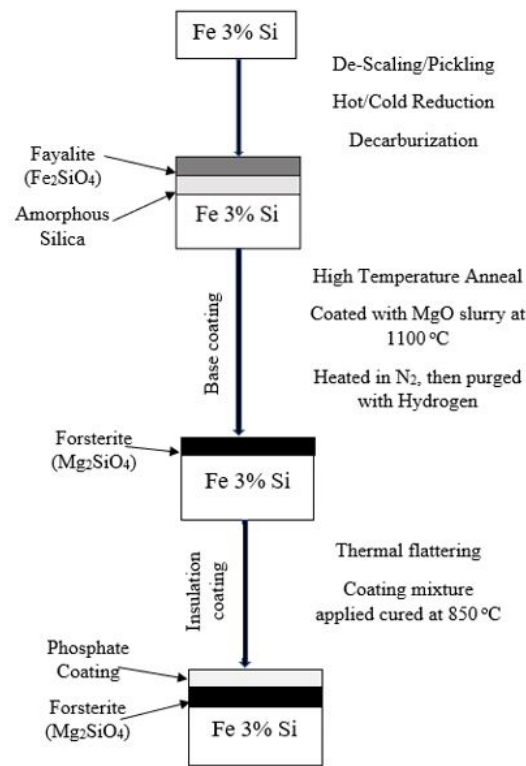 Fe 3% Si
De-Scaling/Pickling
Hot/Cold Reduction
Decarburization
Fayalite
(Fe₂SiO₄)
Amorphous
Silica
Fe 3% Si
Base coating
High Temperature Anneal
Coated with MgO slurry at
1100 °C
Heated in N₂, then purged
with Hydrogen
Forsterite
(Mg₂SiO₄)
Fe 3% Si
Insulation
coating
Thermal flattering
Coating mixture
applied cured at 850 °C
Phosphate
Coating
Forsterite
(Mg₂SiO₄)
Fe 3% Si